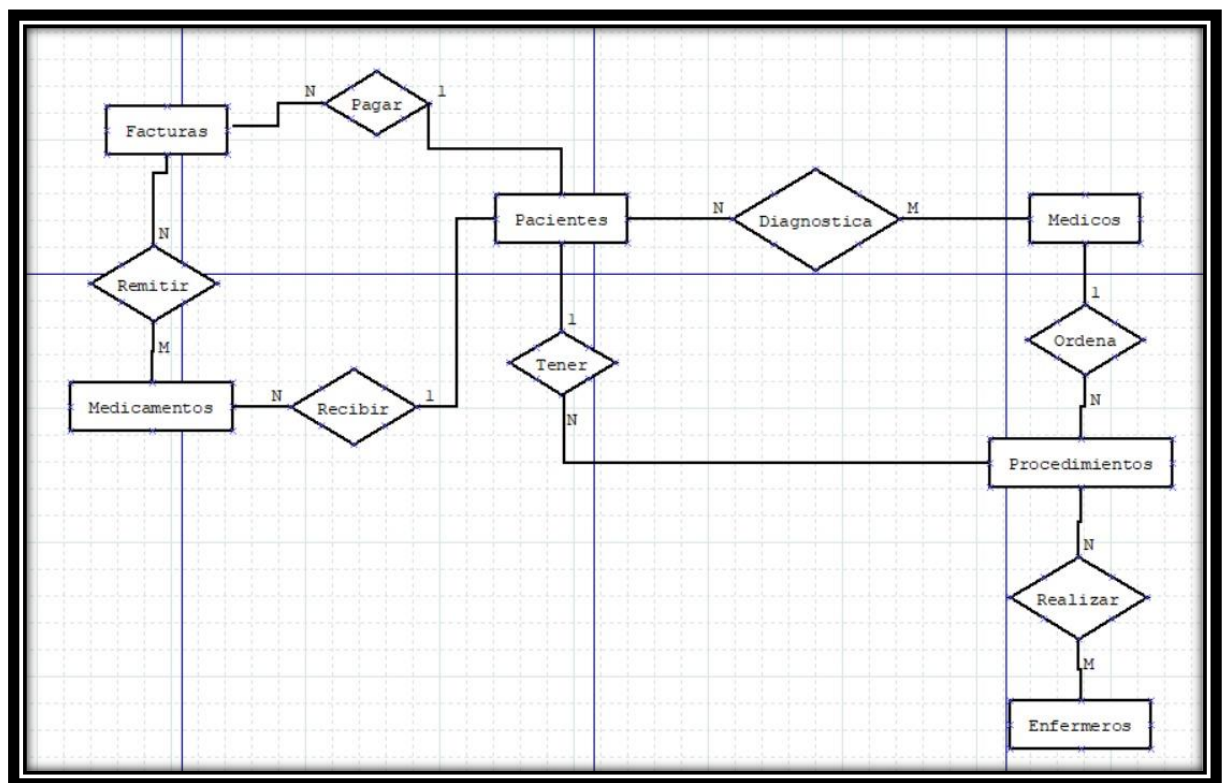 N
Pagar
1
Facturas
Pacientes
N
Diagnostica
M
Medicos
N
Remitir
M
1
Tener
N
1
Ordena
N
Medicamentos
N
Recibir
1
Procedimientos
N
Realizar
M
Enfermeros